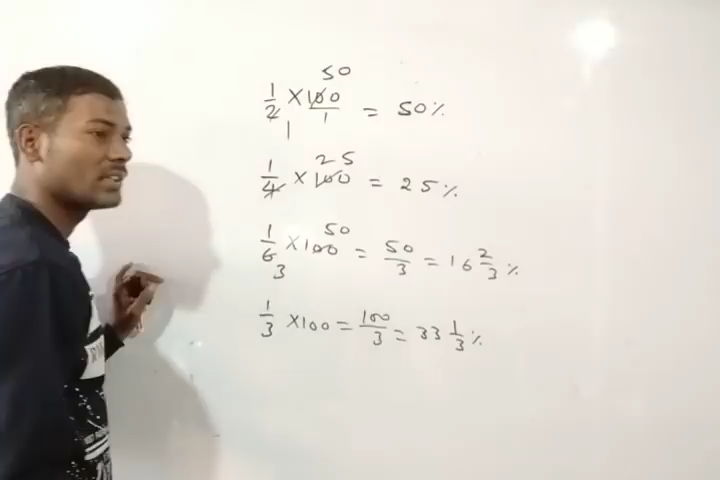 1/2 × 100/1 = 50%
50
1
1/4 × 100 = 25%
25
1/6 × 100 = 50/3 = 16 2/3 %
50
3
1/3 × 100 = 100/3 = 33 1/3 %